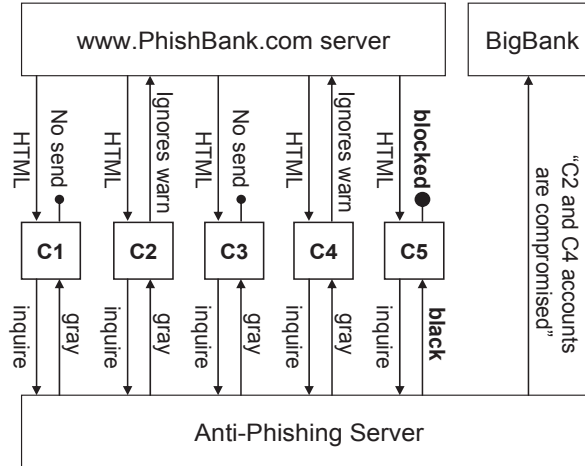 www.PhishBank.com server
BigBank
HTML
No send
HTML
Ignores warn
HTML
No send
HTML
Ignores warn
HTML
blocked
"C2 and C4 accounts
are compromised"
C1
C2
C3
C4
C5
inquire
gray
inquire
gray
inquire
gray
inquire
gray
inquire
black
Anti-Phishing Server